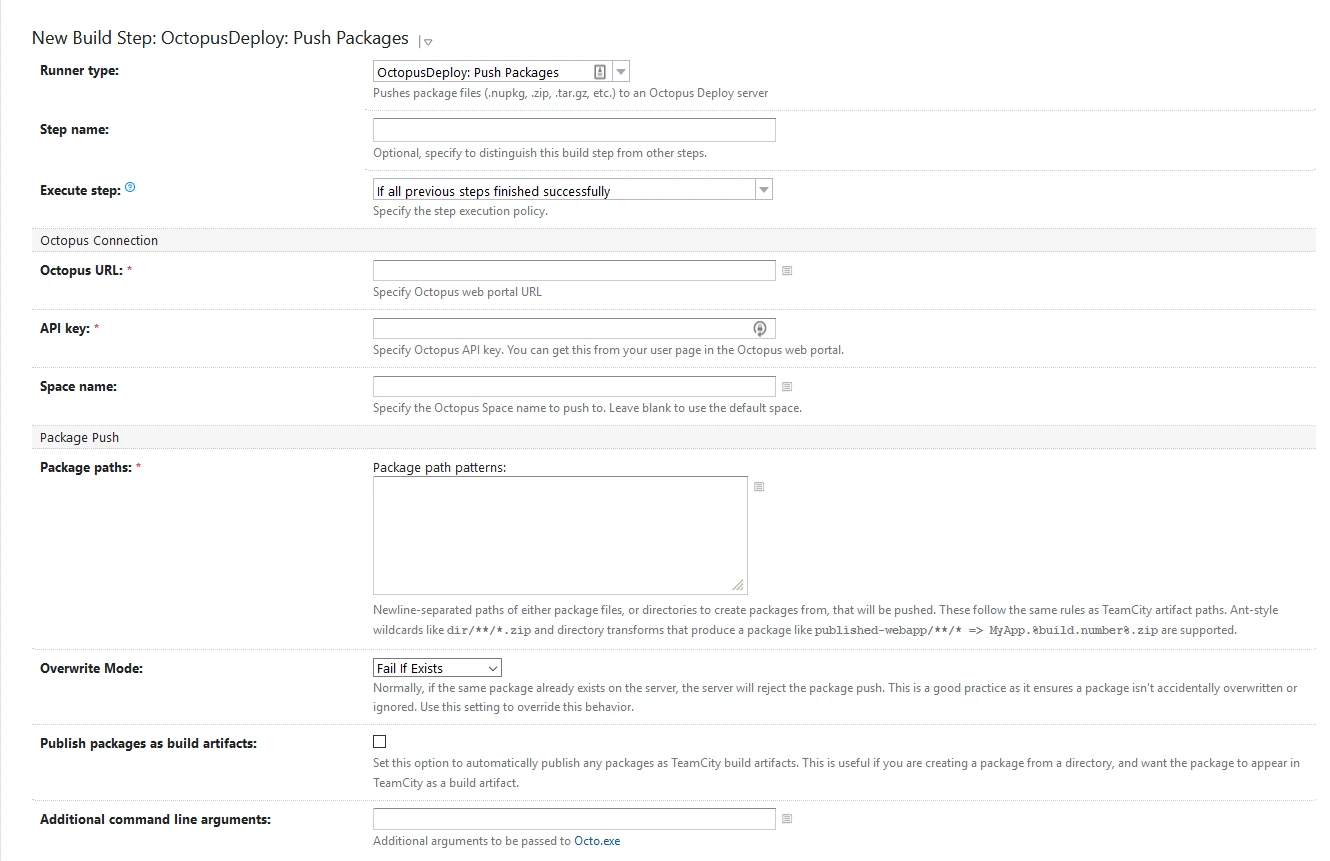 New Build Step: OctopusDeploy: Push Packages
Runner type:
OctopusDeploy: Push Packages
Pushes package files (.nupkg, .zip, .tar.gz, etc.) to an Octopus Deploy server
Step name:
Optional, specify to distinguish this build step from other steps.
Execute step:
If all previous steps finished successfully
Specify the step execution policy.
Octopus Connection
Octopus URL: *
Specify Octopus web portal URL
API key: *
Specify Octopus API key. You can get this from your user page in the Octopus web portal.
Space name:
Specify the Octopus Space name to push to. Leave blank to use the default space.
Package Push
Package paths: *
Package path patterns:
Newline-separated paths of either package files, or directories to create packages from, that will be pushed. These follow the same rules as TeamCity artifact paths. Ant-style
wildcards like dir/**/*.zip and directory transforms that produce a package like published-webapp/**/* => MyApp.%build.number%.zip are supported.
Overwrite Mode:
Fail If Exists
Normally, if the same package already exists on the server, the server will reject the package push. This is a good practice as it ensures a package isn't accidentally overwritten or
ignored. Use this setting to override this behavior.
Publish packages as build artifacts:
Set this option to automatically publish any packages as TeamCity build artifacts. This is useful if you are creating a package from a directory, and want the package to appear in
TeamCity as a build artifact.
Additional command line arguments:
Additional arguments to be passed to Octo.exe